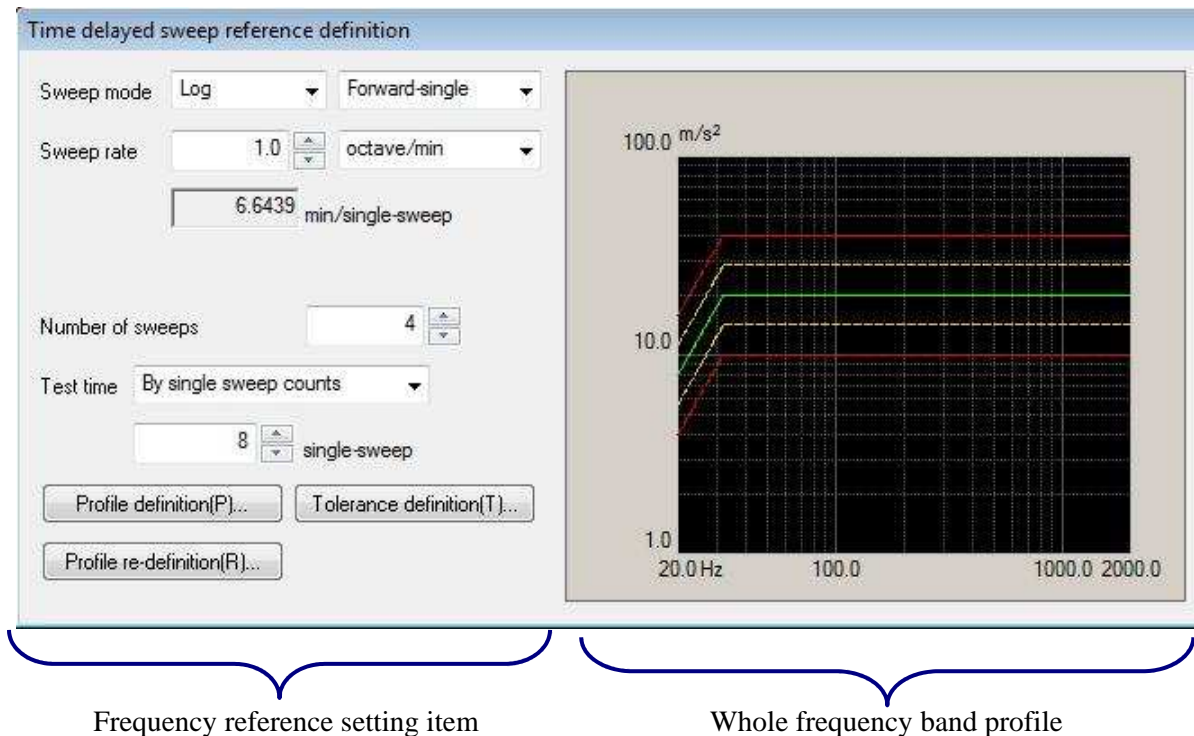 Time delayed sweep reference definition
Sweep mode Log Forward-single
Sweep rate 1.0 octave/min
6.6439 min/single-sweep
Number of sweeps 4
Test time By single sweep counts
8 single-sweep
Profile definition(P)... Tolerance definition(T)...
Profile re-definition(R)...
100.0 m/s²
10.0
1.0
20.0 Hz 100.0 1000.0 2000.0
Frequency reference setting item
Whole frequency band profile